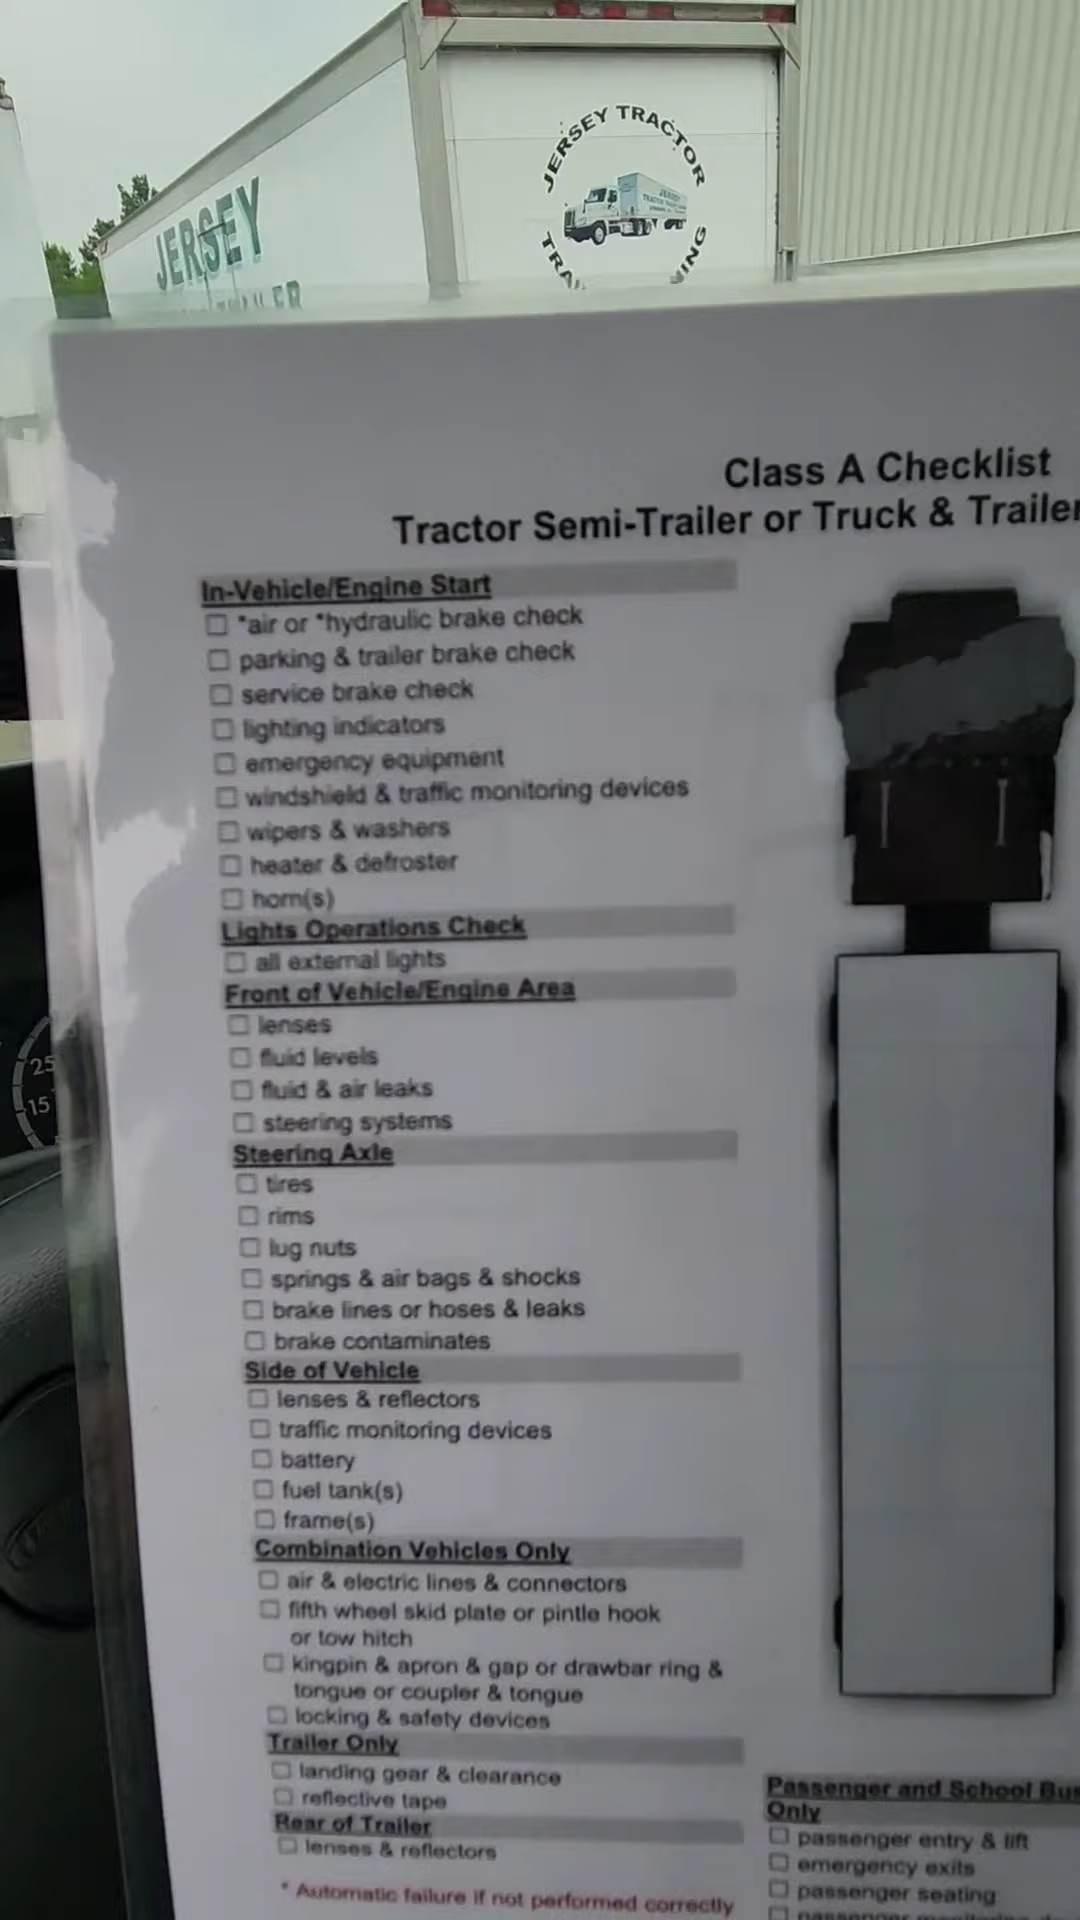 JERSEY TRACTOR
JERSEY
Class A Checklist
Tractor Semi-Trailer or Truck & Trailer
In-Vehicle/Engine Start
*air or *hydraulic brake check
parking & trailer brake check
service brake check
lighting indicators
emergency equipment
windshield & traffic monitoring devices
wipers & washers
heater & defroster
horn(s)
Lights Operations Check
all external lights
Front of Vehicle/Engine Area
lenses
fluid levels
fluid & air leaks
steering systems
25
15
Steering Axle
tires
rims
lug nuts
springs & air bags & shocks
brake lines or hoses & leaks
brake contaminates
Side of Vehicle
lenses & reflectors
traffic monitoring devices
battery
fuel tank(s)
frame(s)
Combination Vehicles Only
air & electric lines & connectors
fifth wheel skid plate or pintle hook
or tow hitch
kingpin & apron & gap or drawbar ring &
tongue or coupler & tongue
locking & safety devices
Trailer Only
landing gear & clearance
reflective tape
Rear of Trailer
lenses & reflectors
* Automatic failure if not performed correctly
Passenger and School Bus
Only
passenger entry & lift
emergency exits
passenger seating